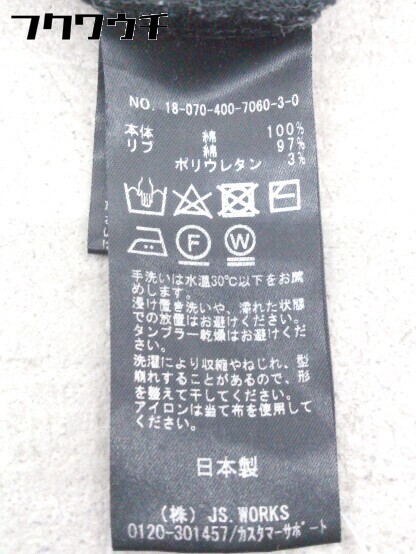 フクワウチ
NO. 18-070-400-7060-3-0
本体 綿 100%
リブ 綿 97%
ポリウレタン 3%
F W
手洗いは水温30℃以下をお薦
めします。
浸け置き洗いや、濡れた状態
での放置はお避けください。
タンブラー乾燥はお避けくだ
さい。
洗濯により収縮やねじれ、型
崩れすることがあるので、形
を整えて干してください。
アイロンは当て布を使用して
ください。
日本製
(株) JS.WORKS
0120-301457/カスタマーサポート